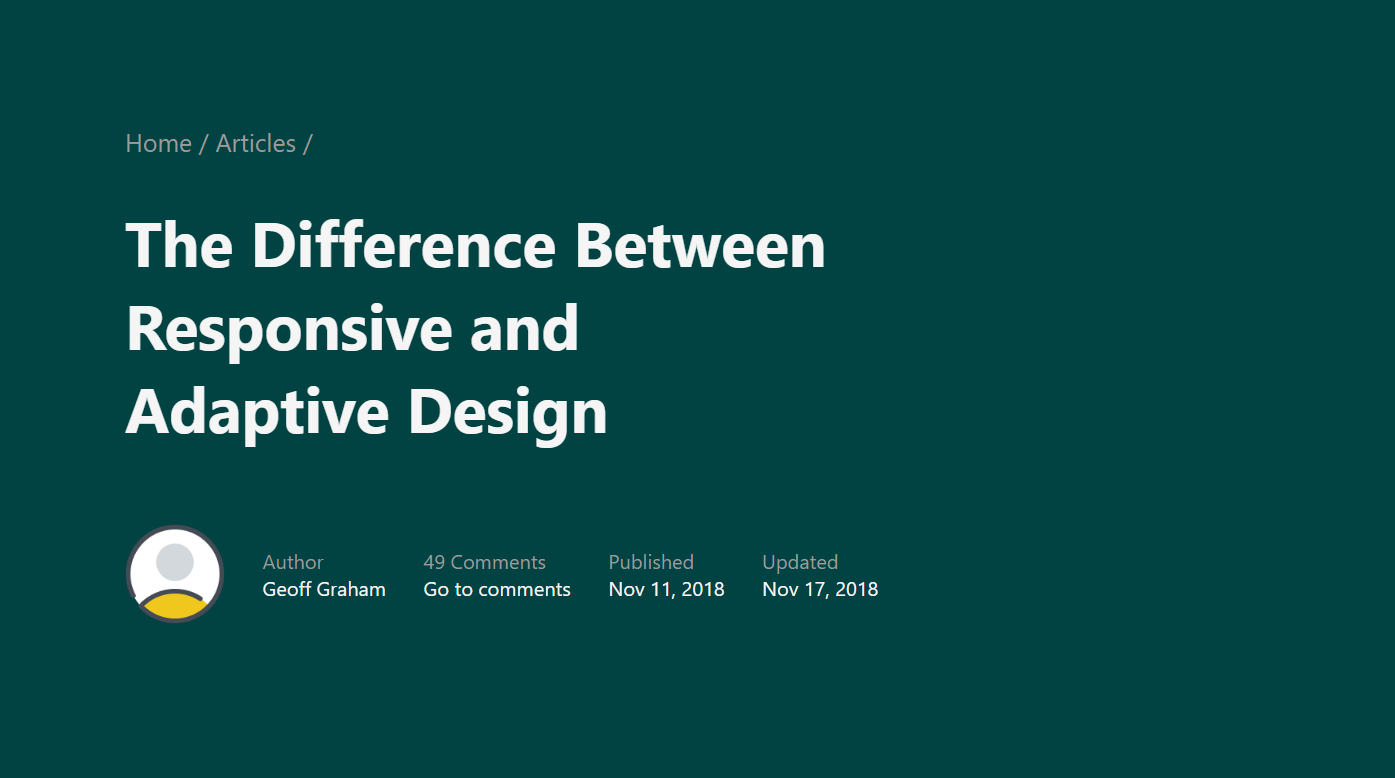 Home / Articles /
The Difference Between
Responsive and
Adaptive Design
Author
Geoff Graham
49 Comments
Go to comments
Published
Nov 11, 2018
Updated
Nov 17, 2018